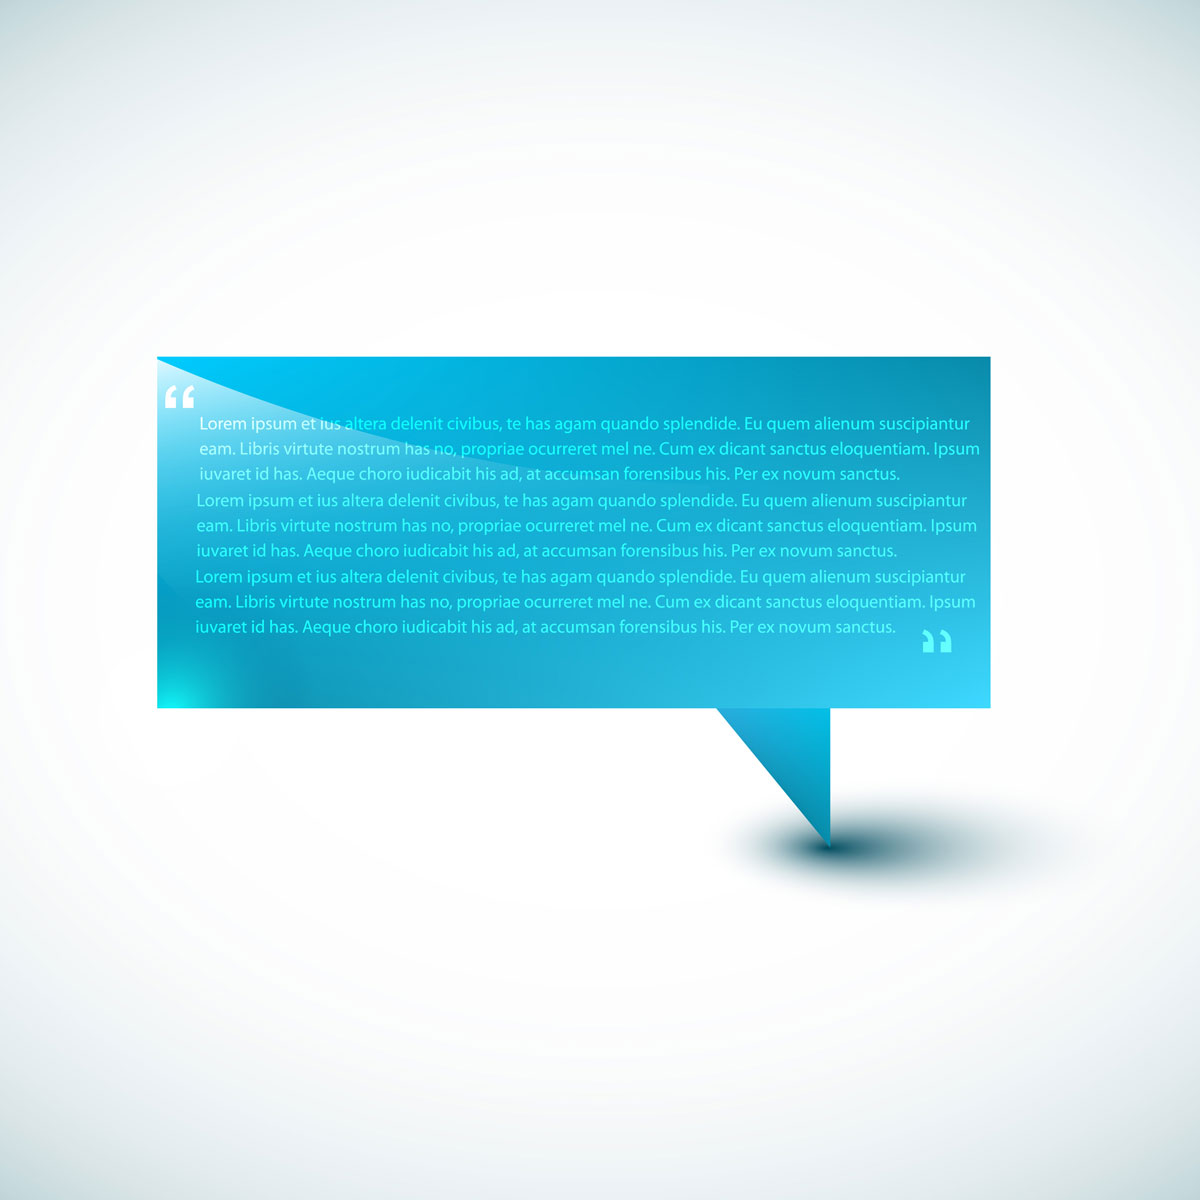 “
Lorem ipsum et ius altera delenit civibus, te has agam quando splendide. Eu quem alienum suscipiantur
eam. Libris virtute nostrum has no, propriae ocurreret mel ne. Cum ex dicant sanctus eloquentiam. Ipsum
iuvaret id has. Aeque choro iudicabit his ad, at accumsan forensibus his. Per ex novum sanctus.
Lorem ipsum et ius altera delenit civibus, te has agam quando splendide. Eu quem alienum suscipiantur
eam. Libris virtute nostrum has no, propriae ocurreret mel ne. Cum ex dicant sanctus eloquentiam. Ipsum
iuvaret id has. Aeque choro iudicabit his ad, at accumsan forensibus his. Per ex novum sanctus.
Lorem ipsum et ius altera delenit civibus, te has agam quando splendide. Eu quem alienum suscipiantur
eam. Libris virtute nostrum has no, propriae ocurreret mel ne. Cum ex dicant sanctus eloquentiam. Ipsum
iuvaret id has. Aeque choro iudicabit his ad, at accumsan forensibus his. Per ex novum sanctus.
”